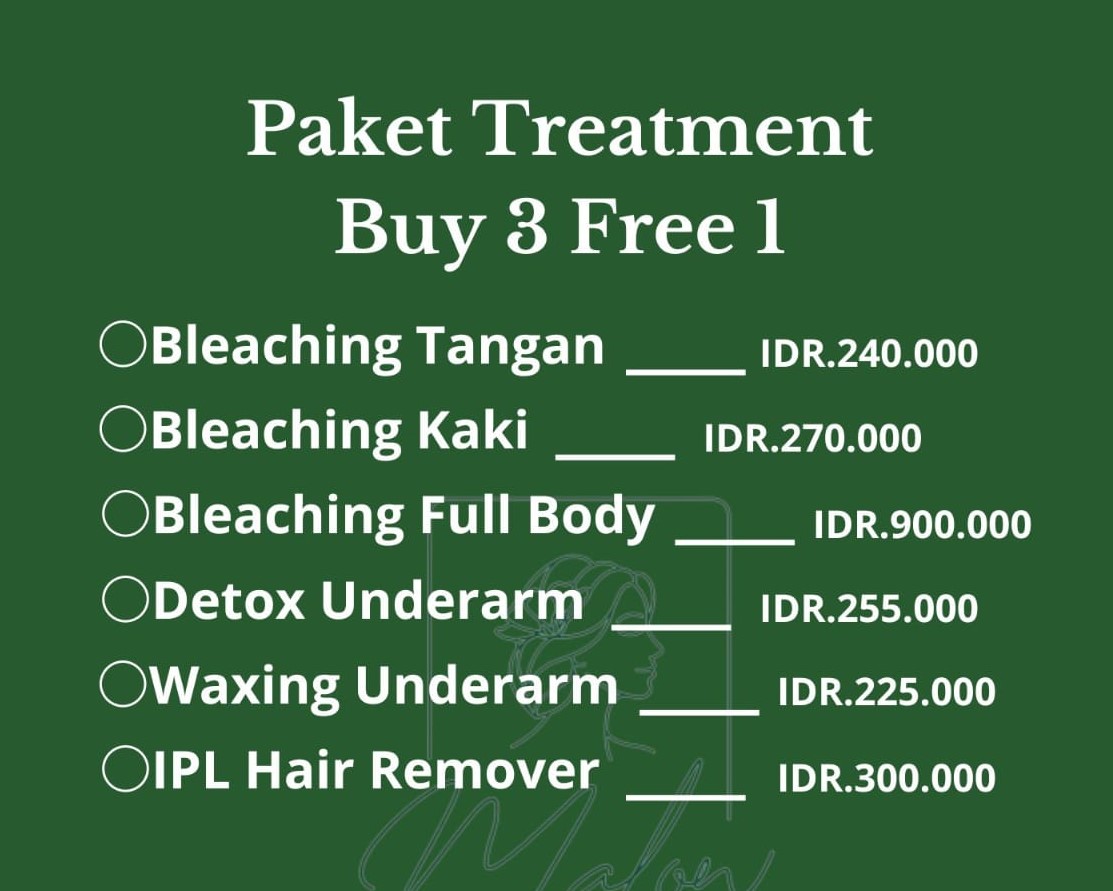 Paket Treatment
Buy 3 Free 1
Bleaching Tangan _____ IDR.240.000
Bleaching Kaki _____ IDR.270.000
Bleaching Full Body _____ IDR.900.000
Detox Underarm _____ IDR.255.000
Waxing Underarm _____ IDR.225.000
IPL Hair Remover _____ IDR.300.000